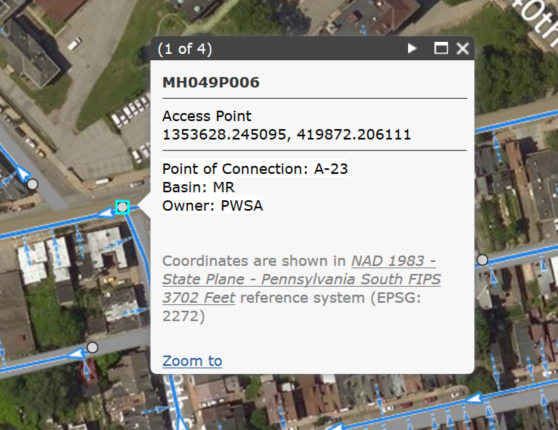 40th
(1 of 4)
MH049P006
Access Point
1353628.245095, 419872.206111
Point of Connection: A-23
Basin: MR
Owner: PWSA
Coordinates are shown in NAD 1983 -
State Plane - Pennsylvania South FIPS
3702 Feet reference system (EPSG:
2272)
Zoom to